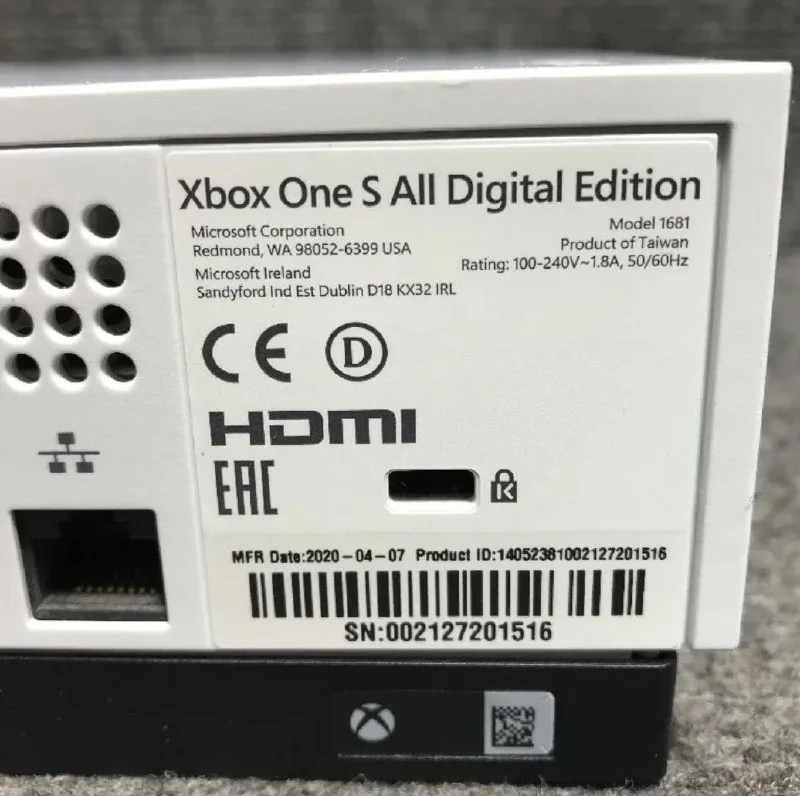 Xbox One S All Digital Edition
Microsoft Corporation
Redmond, WA 98052-6399 USA
Microsoft Ireland
Sandyford Ind Est Dublin D18 KX32 IRL
Model 1681
Product of Taiwan
Rating: 100-240V~1.8A, 50/60Hz
CE D
HDMI
EAC
K
MFR Date:2020-04-07 Product ID:14052381002127201516
SN:002127201516